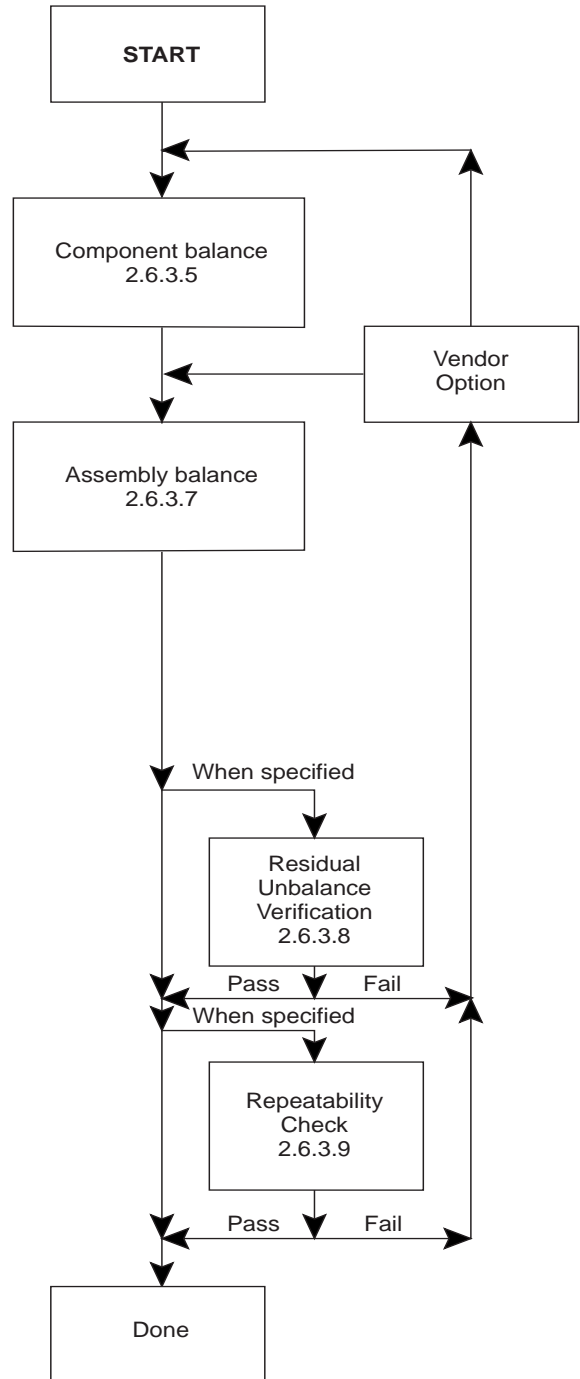 START
Component balance
2.6.3.5
Vendor
Option
Assembly balance
2.6.3.7
When specified
Residual
Unbalance
Verification
2.6.3.8
Pass
Fail
When specified
Repeatability
Check
2.6.3.9
Pass
Fail
Done